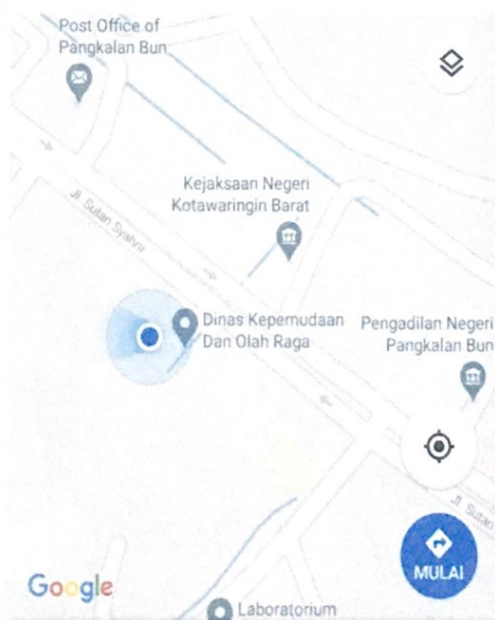 Post Office of
Pangkalan Bun
Kejaksaan Negeri
Kotawaringin Barat
Jl. Sutan Syahrir
Dinas Kepemudaan
Dan Olah Raga
Pengadilan Negeri
Pangkalan Bun
Jl. Sutan
MULAI
Google
Laboratorium